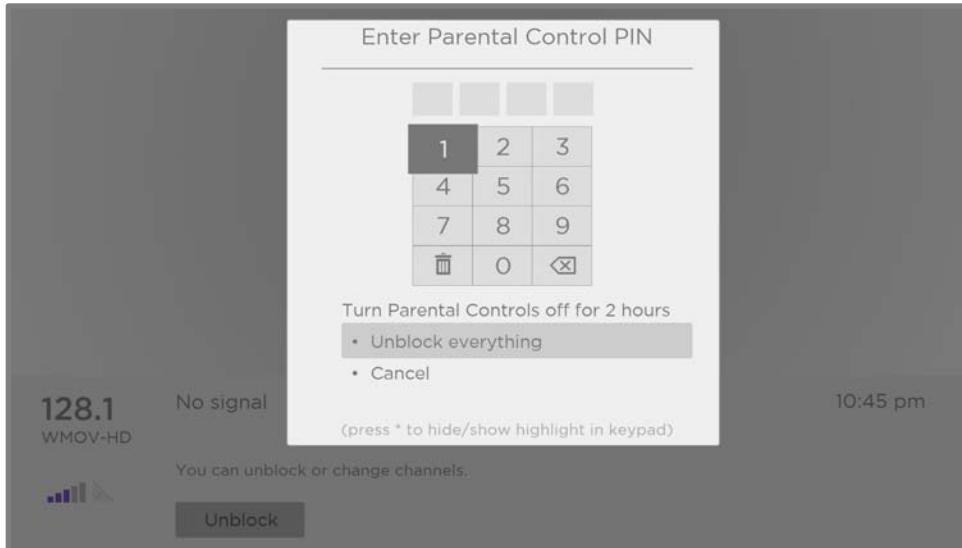 Enter Parental Control PIN
1 2 3
4 5 6
7 8 9
0
Turn Parental Controls off for 2 hours
• Unblock everything
• Cancel
(press * to hide/show highlight in keypad)
128.1
WMOV-HD
No signal
10:45 pm
You can unblock or change channels.
Unblock